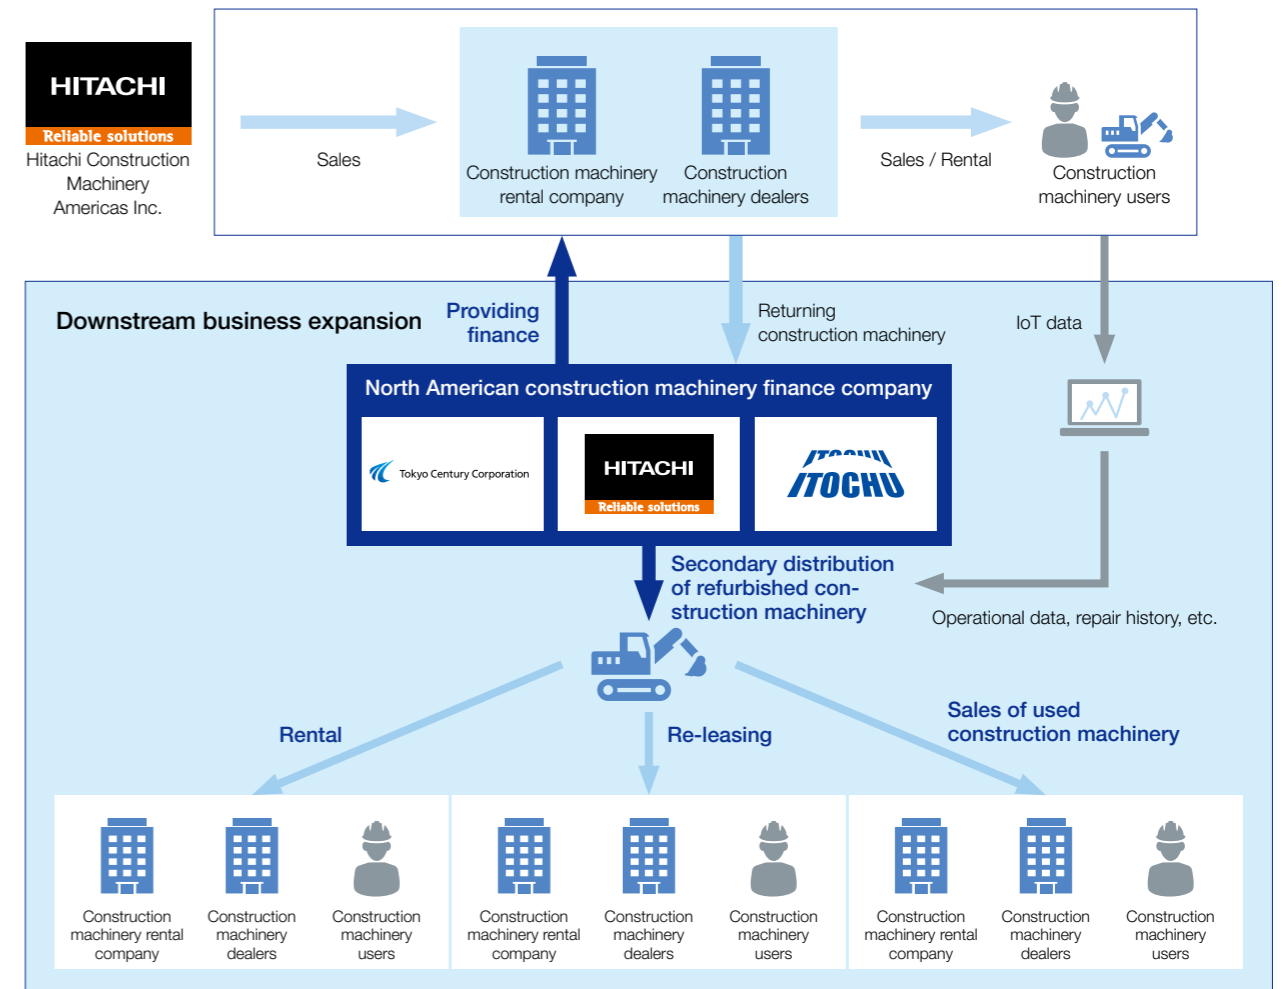 HITACHI
Reliable solutions
Hitachi Construction
Machinery
Americas Inc.
Sales
Construction machinery
rental company
Construction
machinery dealers
Sales / Rental
Construction
machinery users
Downstream business expansion
Providing
finance
Returning
construction machinery
IoT data
North American construction machinery finance company
Tokyo Century Corporation
HITACHI
Reliable solutions
ITOCHU
ITOCHU
Secondary distribution
of refurbished con-
struction machinery
Operational data, repair history, etc.
Rental
Re-leasing
Sales of used
construction machinery
Construction
machinery rental
company
Construction
machinery
dealers
Construction
machinery
users
Construction
machinery rental
company
Construction
machinery
dealers
Construction
machinery
users
Construction
machinery rental
company
Construction
machinery
dealers
Construction
machinery
users